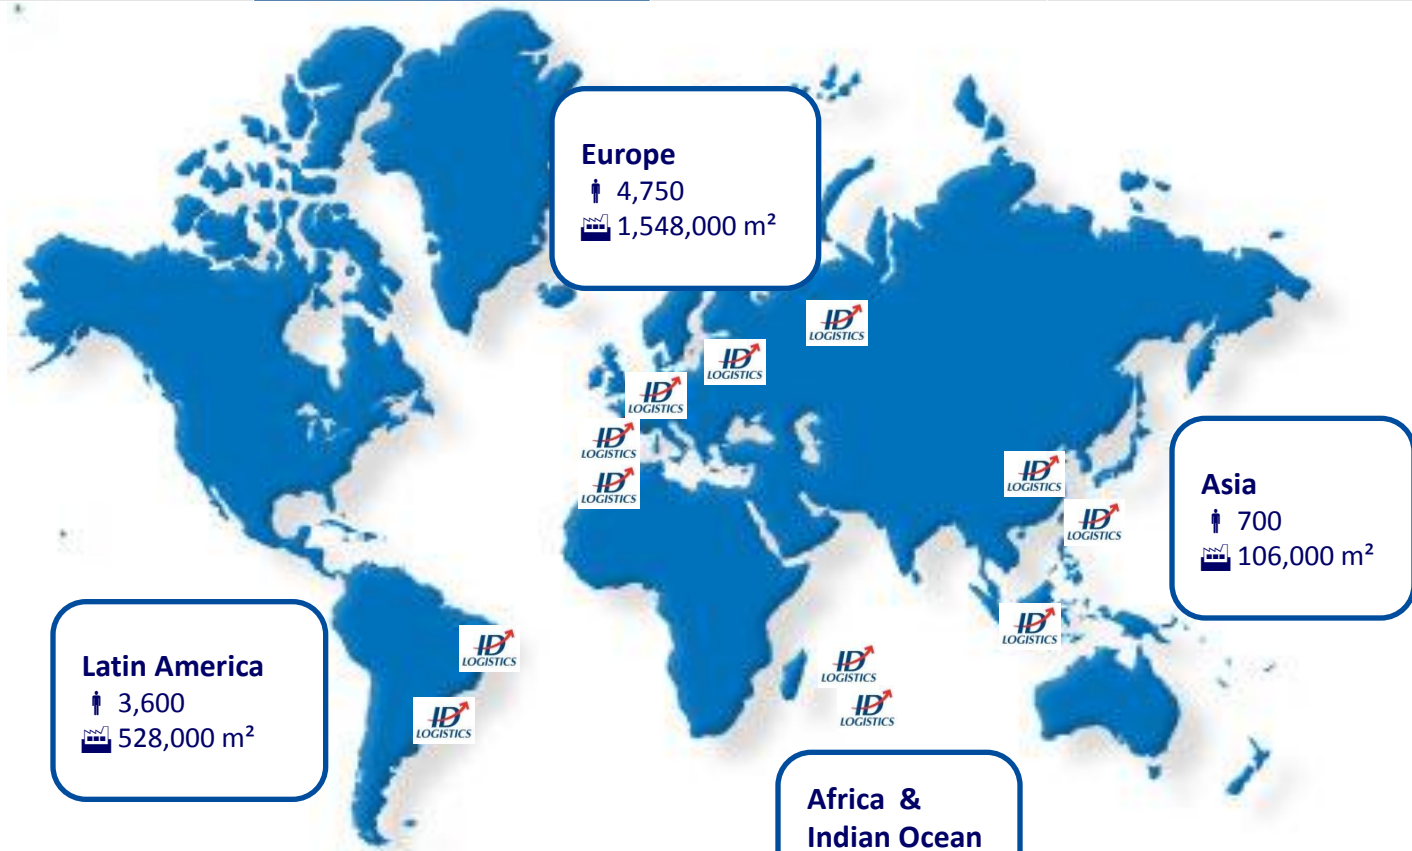 Europe
4,750
1,548,000 m²
ID
LOGISTICS
ID
LOGISTICS
ID
LOGISTICS
ID
LOGISTICS
ID
LOGISTICS
ID
LOGISTICS
ID
LOGISTICS
Asia
700
106,000 m²
ID
LOGISTICS
ID
LOGISTICS
ID
LOGISTICS
ID
LOGISTICS
ID
LOGISTICS
Latin America
3,600
528,000 m²
Africa &
Indian Ocean